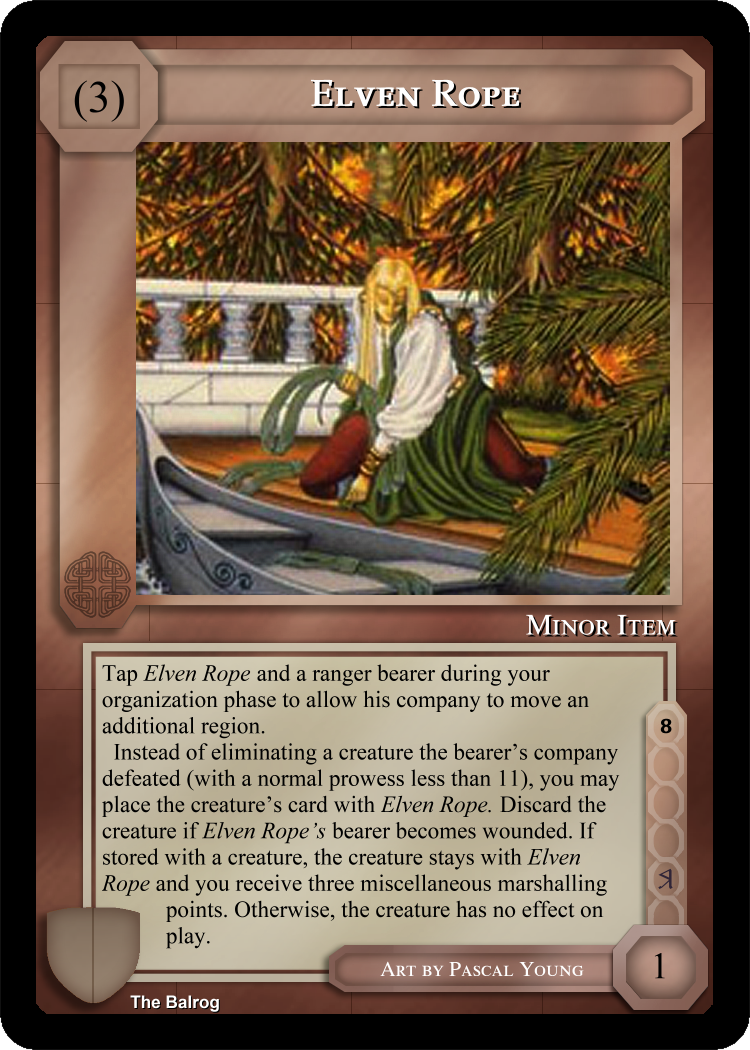 (3)
Elven Rope
Minor Item
Tap Elven Rope and a ranger bearer during your
organization phase to allow his company to move an
additional region.
Instead of eliminating a creature the bearer's company
defeated (with a normal prowess less than 11), you may
place the creature's card with Elven Rope. Discard the
creature if Elven Rope's bearer becomes wounded. If
stored with a creature, the creature stays with Elven
Rope and you receive three miscellaneous marshalling
points. Otherwise, the creature has no effect on
play.
8
Art by Pascal Young
1
The Balrog